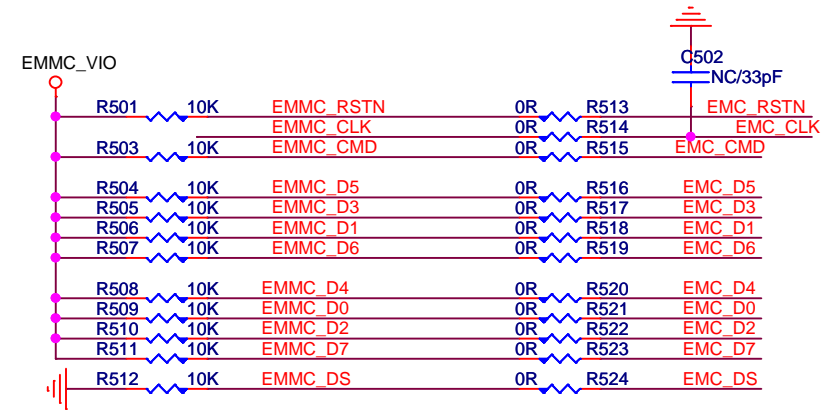 C502
EMMC_VIO
NC/33pF
R501 10K EMMC_RSTN 0R R513 EMC_RSTN
EMMC_CLK 0R R514 EMC_CLK
R503 10K EMMC_CMD 0R R515 EMC_CMD
R504 10K EMMC_D5 0R R516 EMC_D5
R505 10K EMMC_D3 0R R517 EMC_D3
R506 10K EMMC_D1 0R R518 EMC_D1
R507 10K EMMC_D6 0R R519 EMC_D6
R508 10K EMMC_D4 0R R520 EMC_D4
R509 10K EMMC_D0 0R R521 EMC_D0
R510 10K EMMC_D2 0R R522 EMC_D2
R511 10K EMMC_D7 0R R523 EMC_D7
R512 10K EMMC_DS 0R R524 EMC_DS